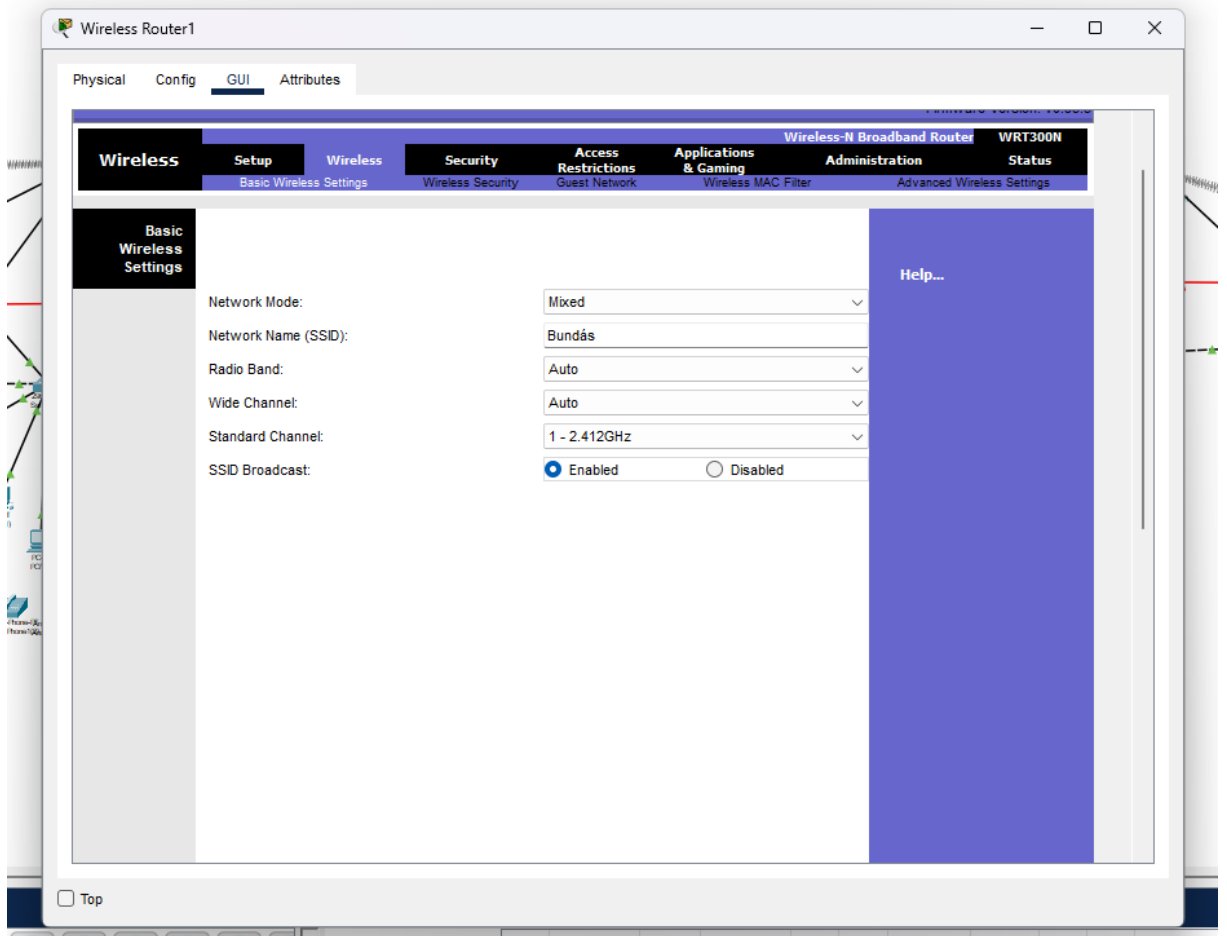 Wireless Router1
Physical Config GUI Attributes
Wireless-N Broadband Router WRT300N
Wireless Setup Wireless Security Access Restrictions Applications & Gaming Administration Status
Basic Wireless Settings Wireless Security Guest Network Wireless MAC Filter Advanced Wireless Settings
Basic
Wireless
Settings
Help...
Network Mode: Mixed
Network Name (SSID): Bundás
Radio Band: Auto
Wide Channel: Auto
Standard Channel: 1 - 2.412GHz
SSID Broadcast: Enabled Disabled
Top